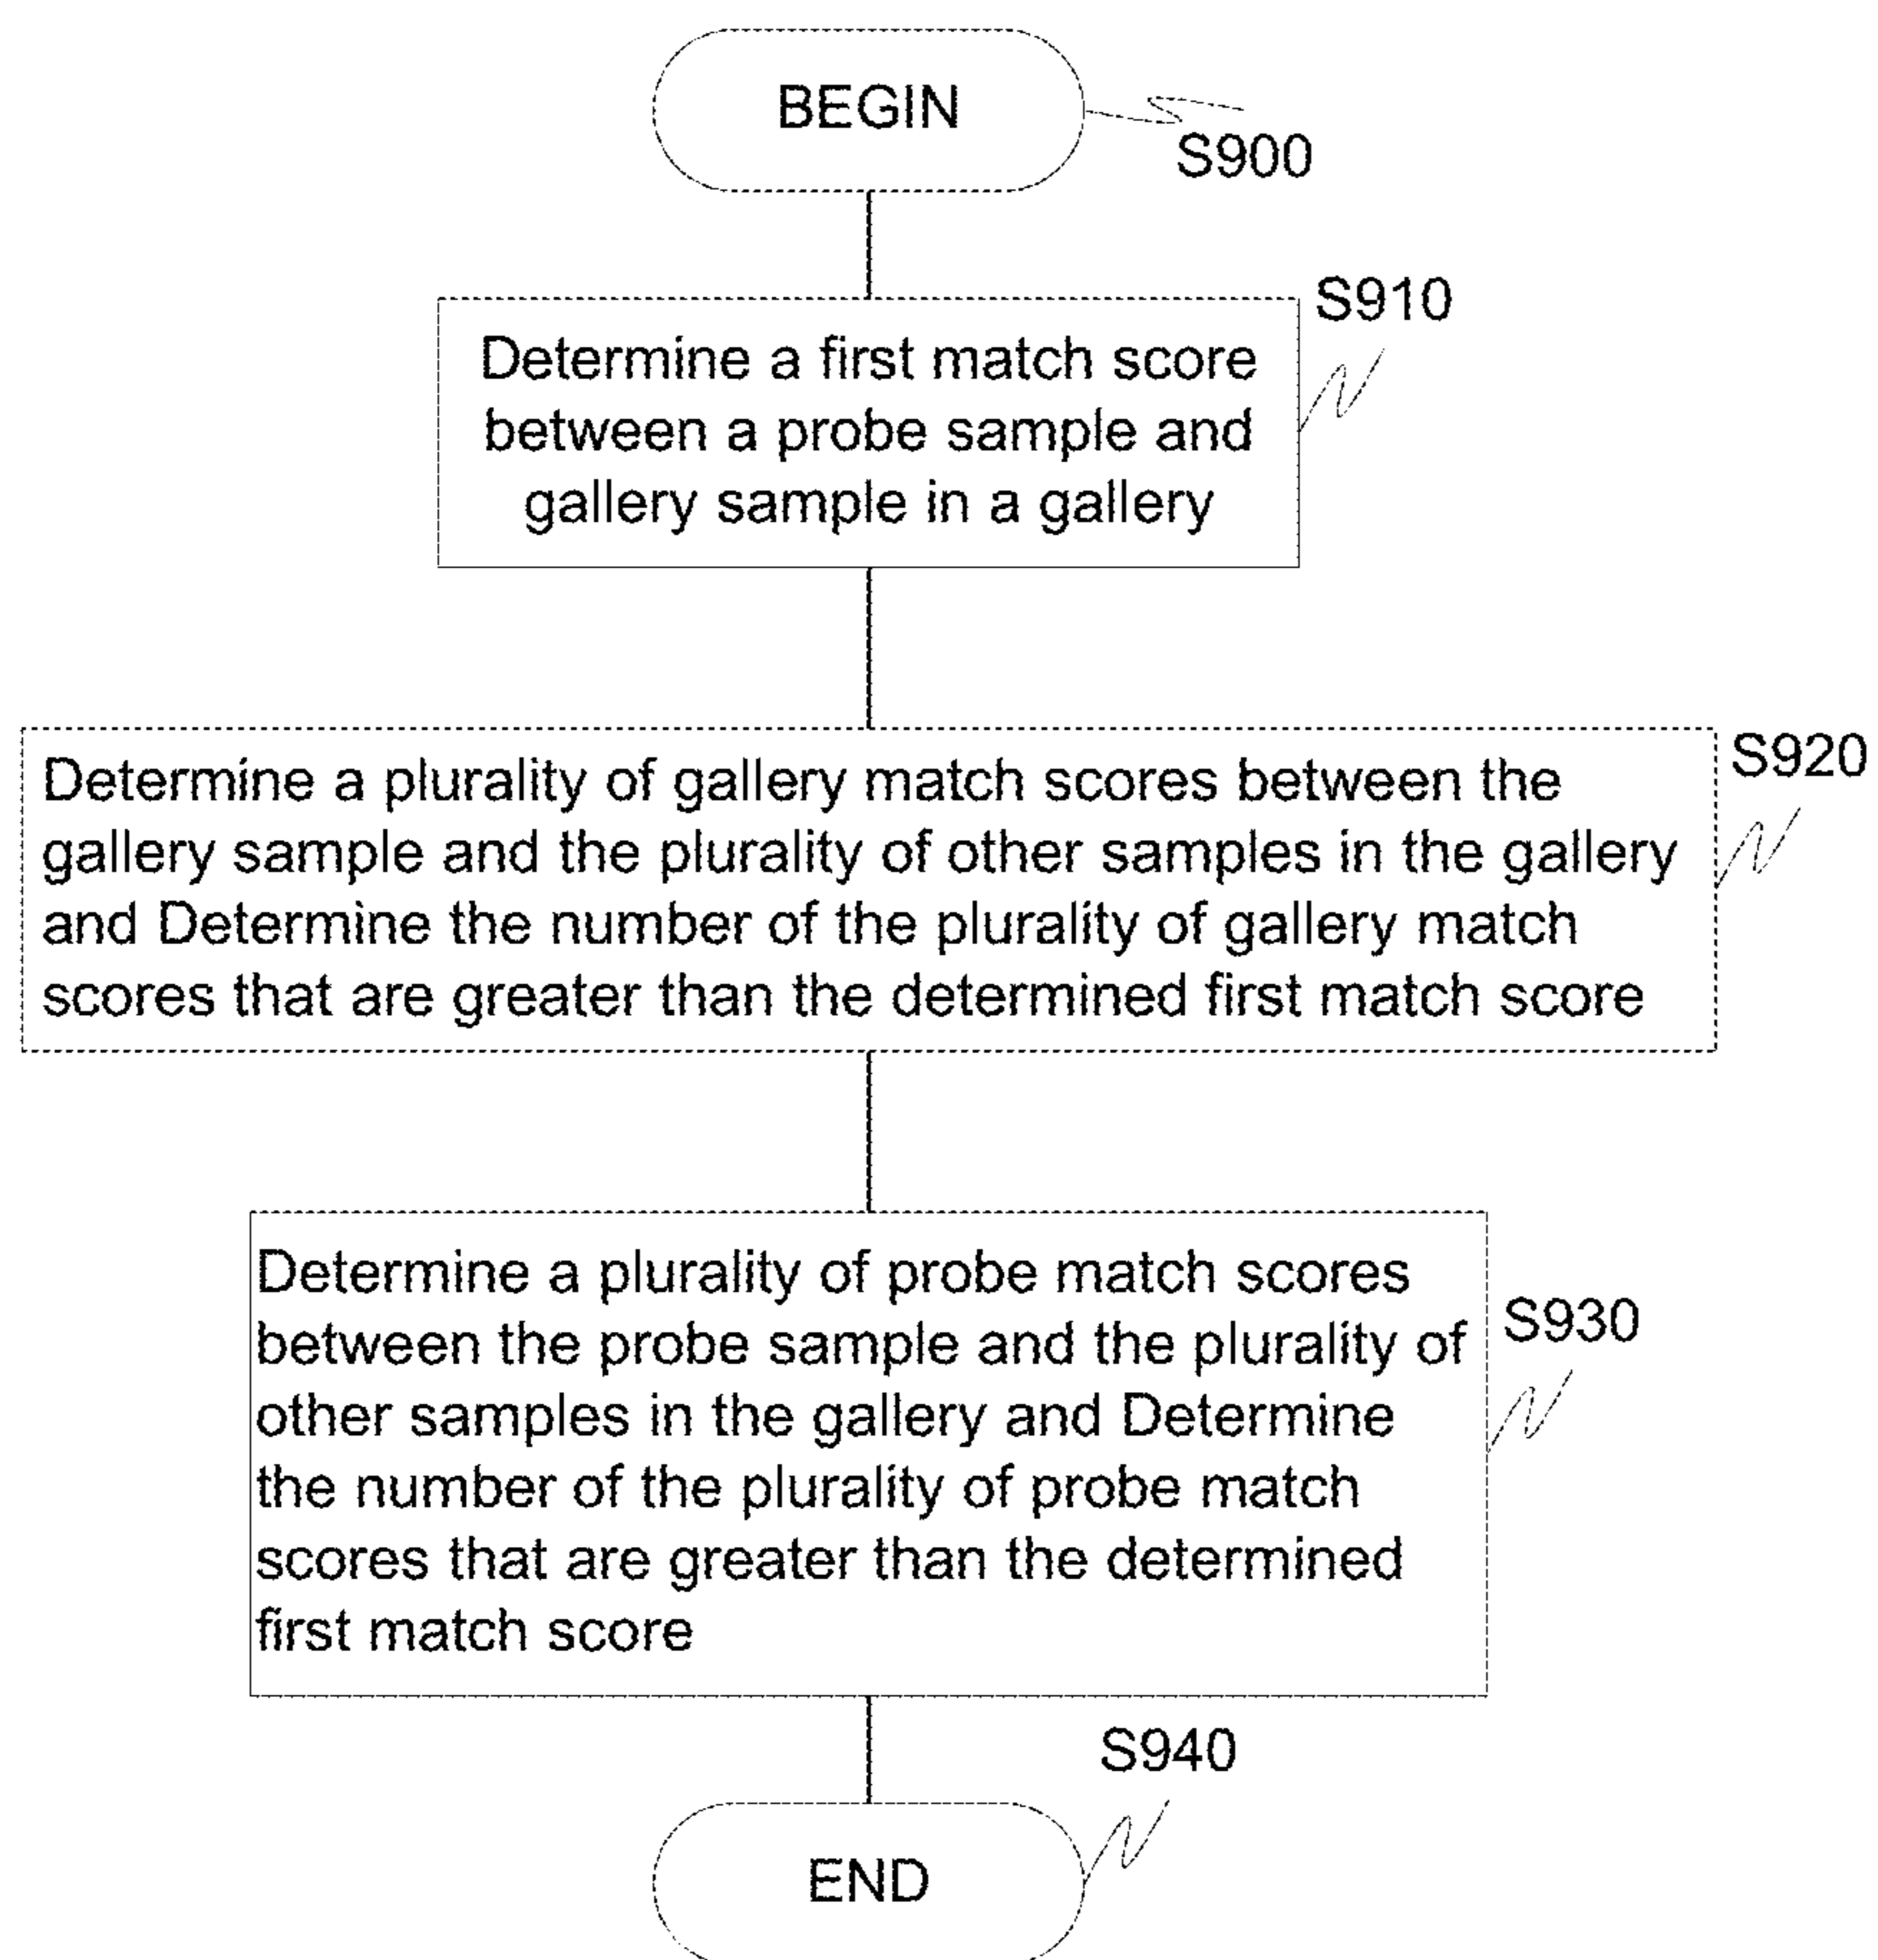 BEGIN
S900
S910
Determine a first match score
between a probe sample and
gallery sample in a gallery
S920
Determine a plurality of gallery match scores between the
gallery sample and the plurality of other samples in the gallery
and Determine the number of the plurality of gallery match
scores that are greater than the determined first match score
Determine a plurality of probe match scores
between the probe sample and the plurality of
other samples in the gallery and Determine
the number of the plurality of probe match
scores that are greater than the determined
first match score
S930
S940
END